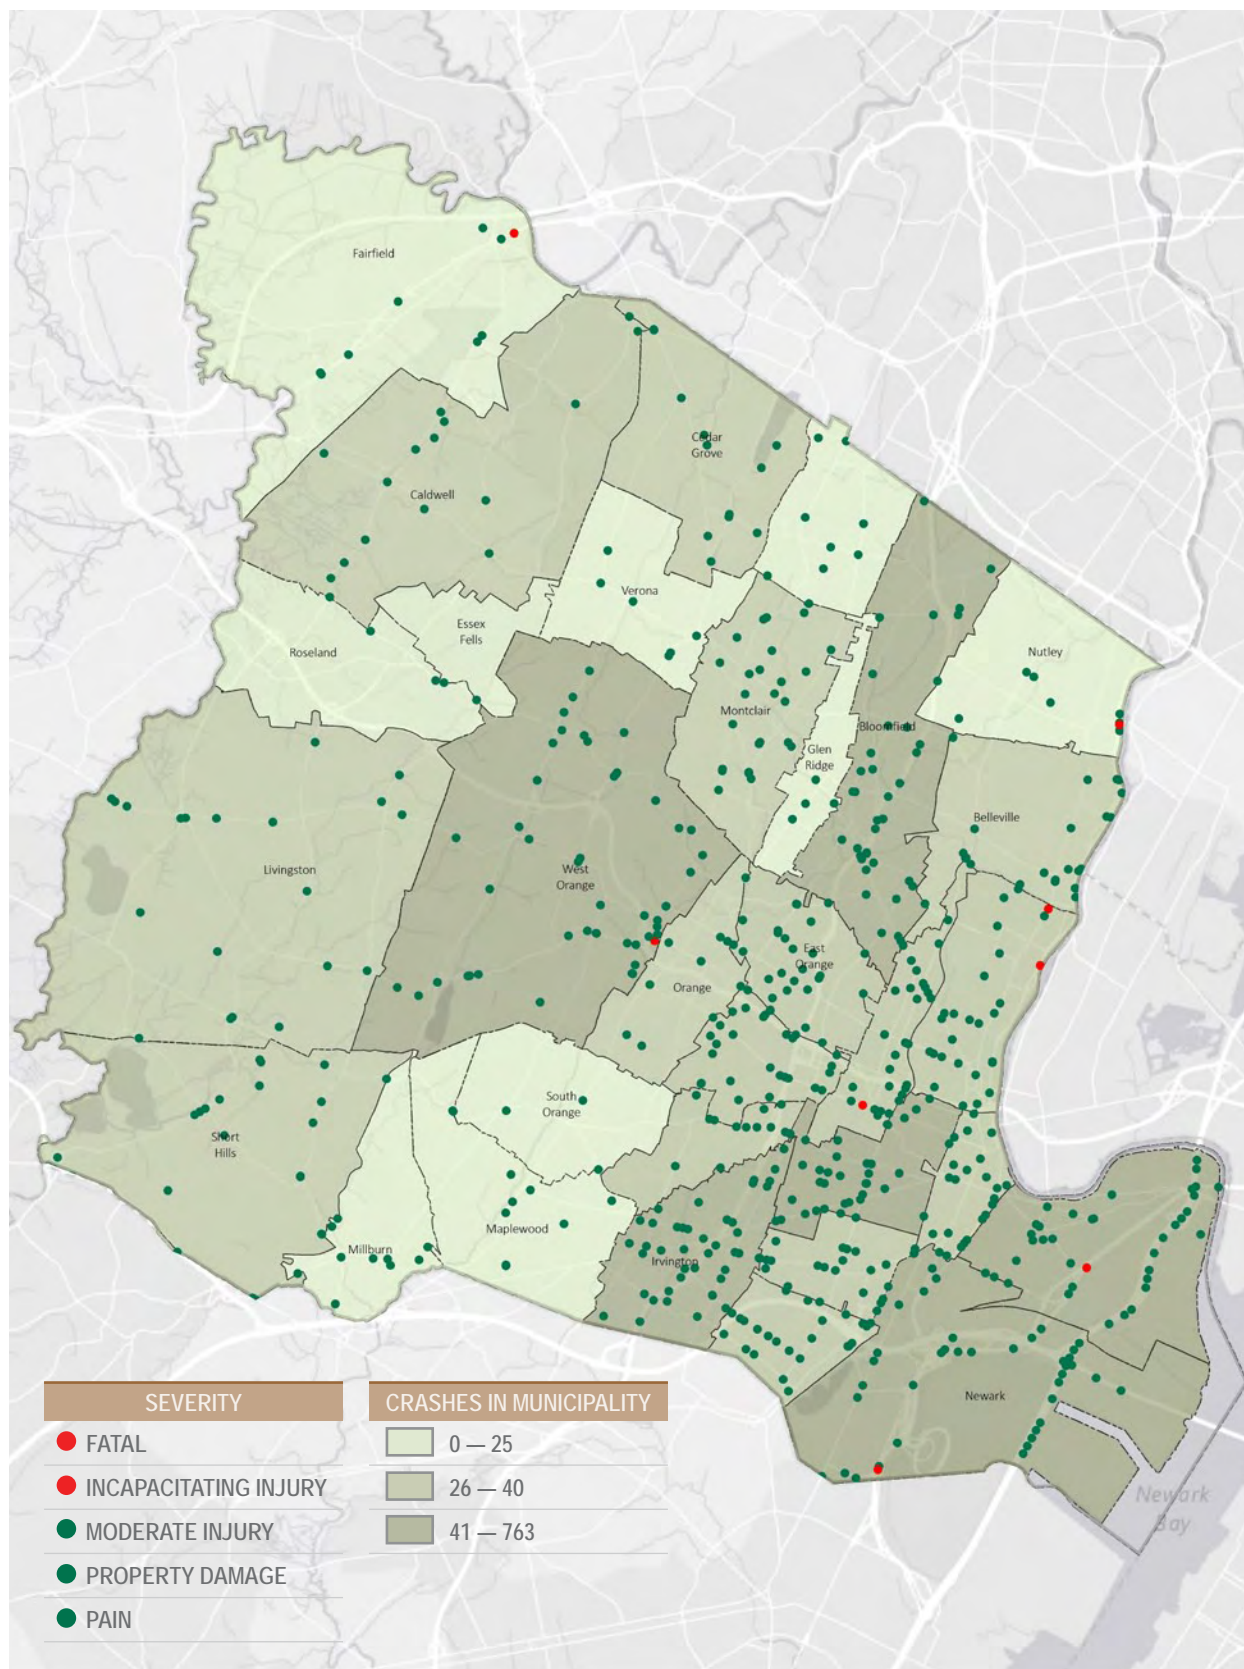 Fairfield
Cedar
Grove
Caldwell
Verona
Essex
Fells
Roseland
Nutley
Montclair
Bloomfield
Glen
Ridge
Belleville
Livingston
West
Orange
East
Orange
Orange
South
Orange
Short
Hills
Maplewood
Millburn
Irvington
Newark
Newark
Bay
SEVERITY
FATAL
INCAPACITATING INJURY
MODERATE INJURY
PROPERTY DAMAGE
PAIN
CRASHES IN MUNICIPALITY
0 — 25
26 — 40
41 — 763